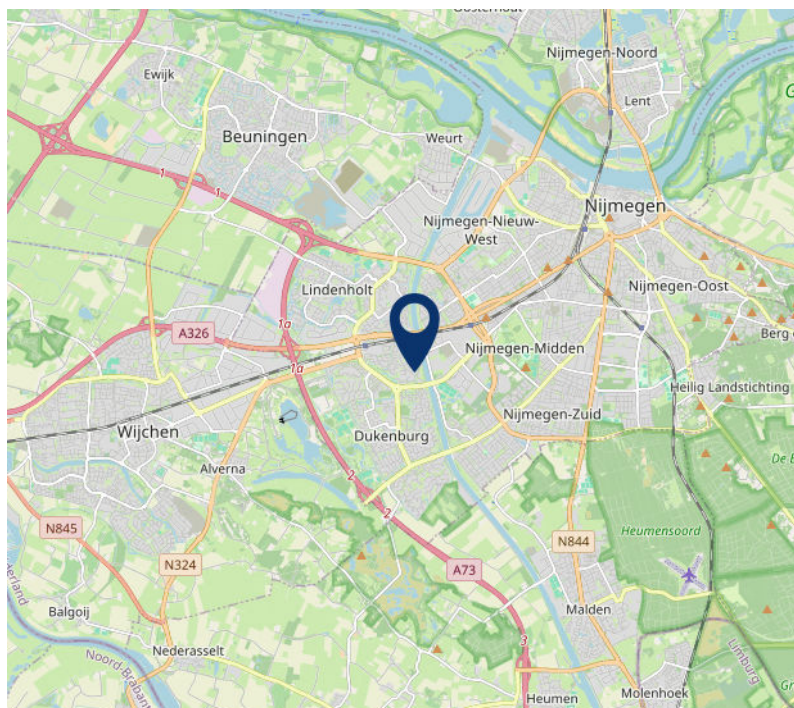 Oosterhout
Nijmegen-Noord
Ewijk
Lent
Beuningen
Weurt
1
1
Nijmegen
Nijmegen-Nieuw-
West
Lindenholt
Nijmegen-Oost
1a
A326
Berg e
Nijmegen-Midden
1a
Heilig Landstichting
Nijmegen-Zuid
Wijchen
Dukenburg
Alverna
De B
2
2
N845
Heumensoord
N844
N324
A73
derland
Balgoij
Malden
3
Nederasselt
Noord-Braban
Limburg
Heumen
Molenhoek